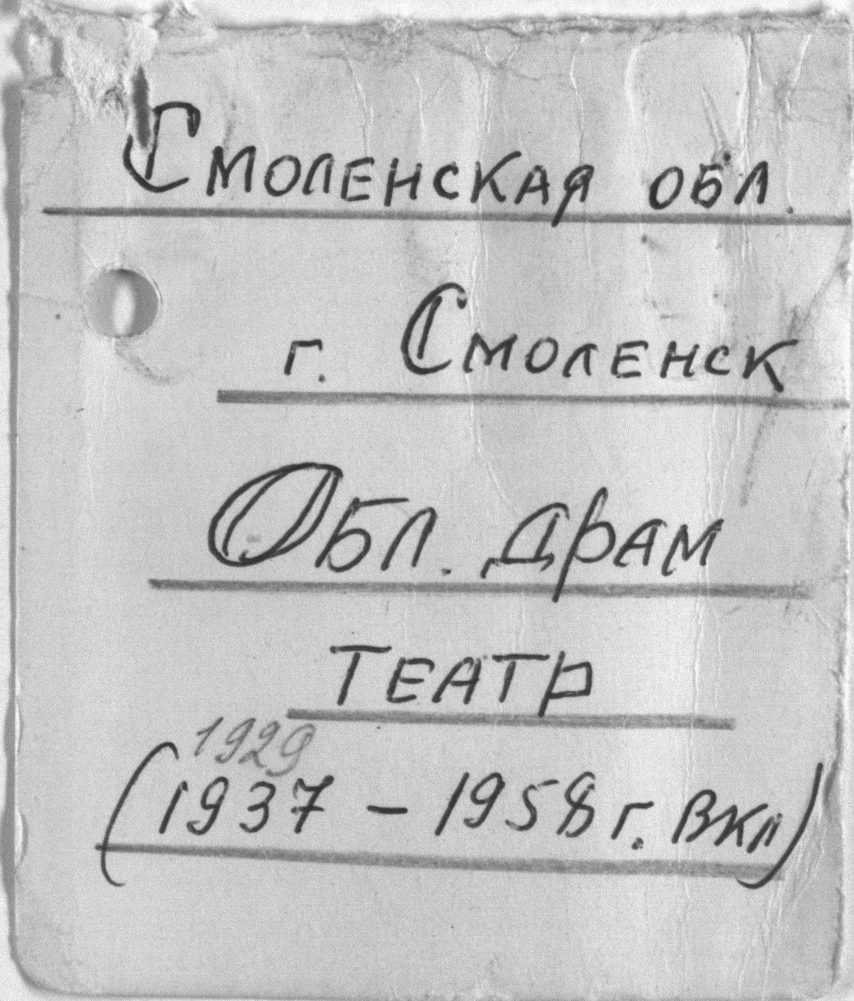 Смоленская обл.
г. Смоленск
Обл. драм
театр
1929
(1937 – 1958 г. вкл)